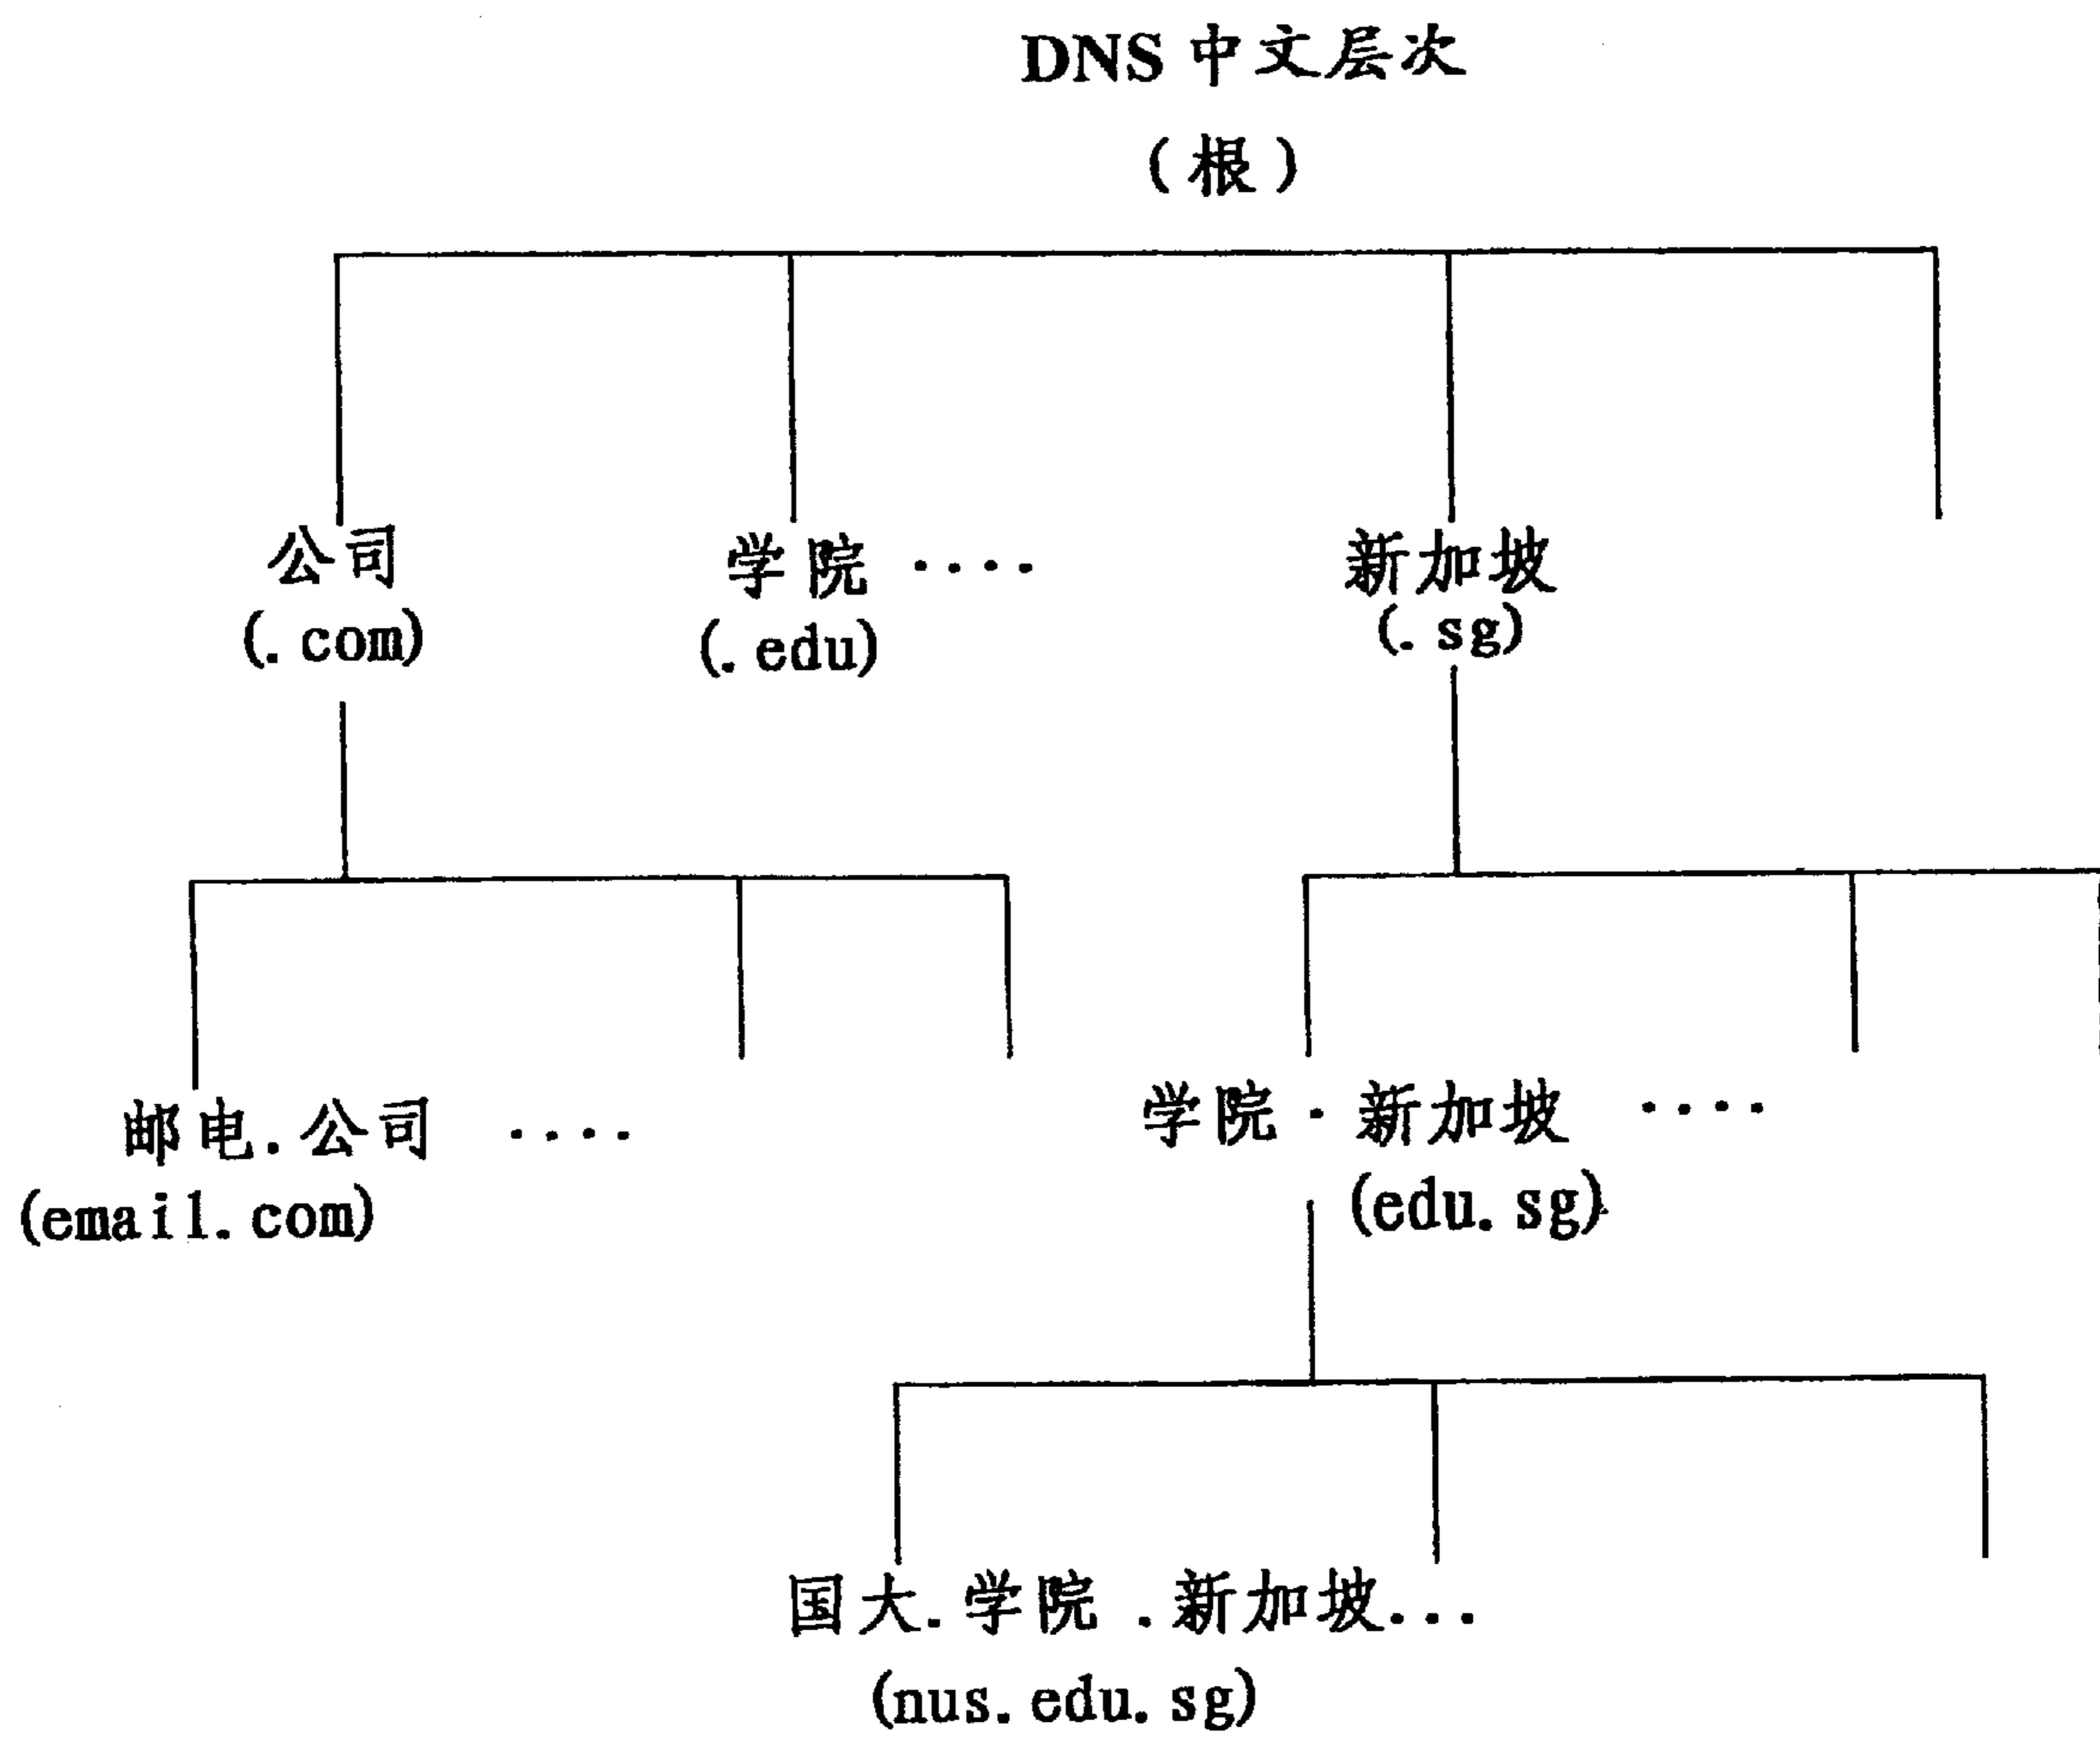 DNS 中文层次
(根)
公司
(.com)
学院 ....
(.edu)
新加坡
(.sg)
邮电.公司 ....
(email.com)
学院·新加坡 ....
(edu.sg)
国大.学院.新加坡...
(nus.edu.sg)